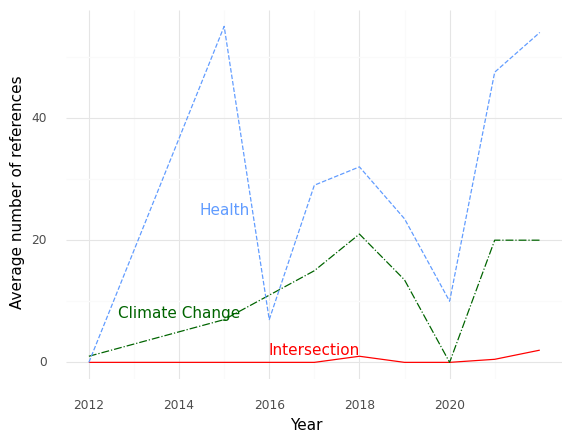 Average number of references
40
20
0
Health
Climate Change
Intersection
2012 2014 2016 2018 2020
Year